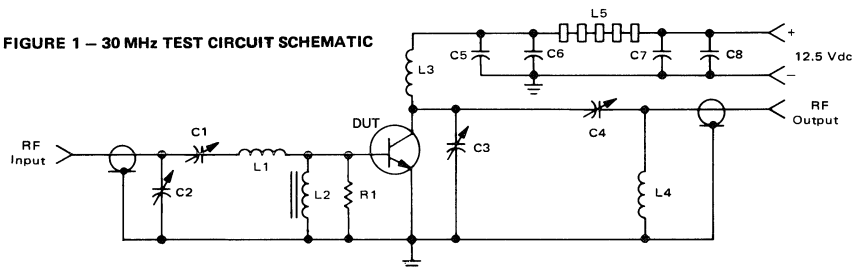 FIGURE 1 – 30 MHz TEST CIRCUIT SCHEMATIC
L5
+
C5
C6
C7
C8
12.5 Vdc
–
L3
RF
Input
C1
C2
L1
L2
R1
DUT
C3
C4
L4
RF
Output